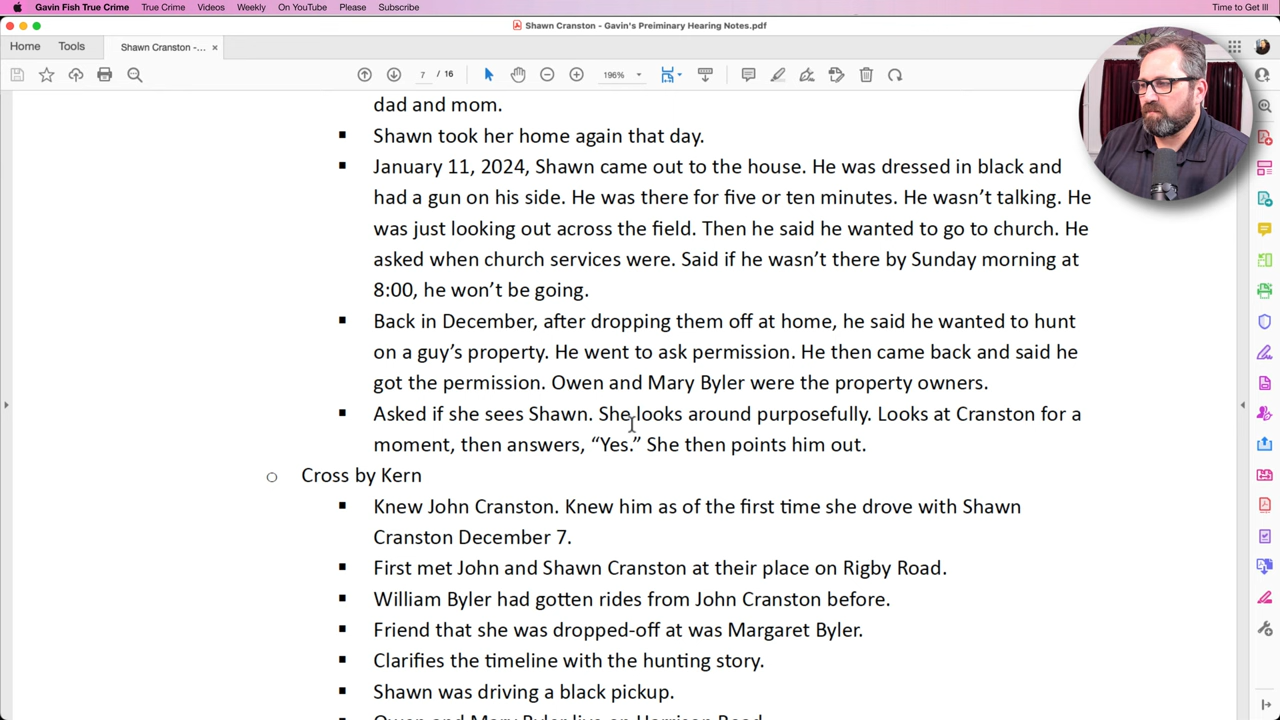 Gavin Fish True Crime True Crime Videos Weekly On YouTube Please Subscribe Time to Get Ill
Shawn Cranston - Gavin's Preiminary Hearing Notes.pdf
Home Tools Shawn Cranston -... ×
7 / 16 196%
dad and mom.
▪ Shawn took her home again that day.
▪ January 11, 2024, Shawn came out to the house. He was dressed in black and
had a gun on his side. He was there for five or ten minutes. He wasn’t talking. He
was just looking out across the field. Then he said he wanted to go to church. He
asked when church services were. Said if he wasn’t there by Sunday morning at
8:00, he won’t be going.
▪ Back in December, after dropping them off at home, he said he wanted to hunt
on a guy’s property. He went to ask permission. He then came back and said he
got the permission. Owen and Mary Byler were the property owners.
▪ Asked if she sees Shawn. She looks around purposefully. Looks at Cranston for a
moment, then answers, “Yes.” She then points him out.
○ Cross by Kern
▪ Knew John Cranston. Knew him as of the first time she drove with Shawn
Cranston December 7.
▪ First met John and Shawn Cranston at their place on Rigby Road.
▪ William Byler had gotten rides from John Cranston before.
▪ Friend that she was dropped-off at was Margaret Byler.
▪ Clarifies the timeline with the hunting story.
▪ Shawn was driving a black pickup.
Owen and Mary Byler live on Harrison Road